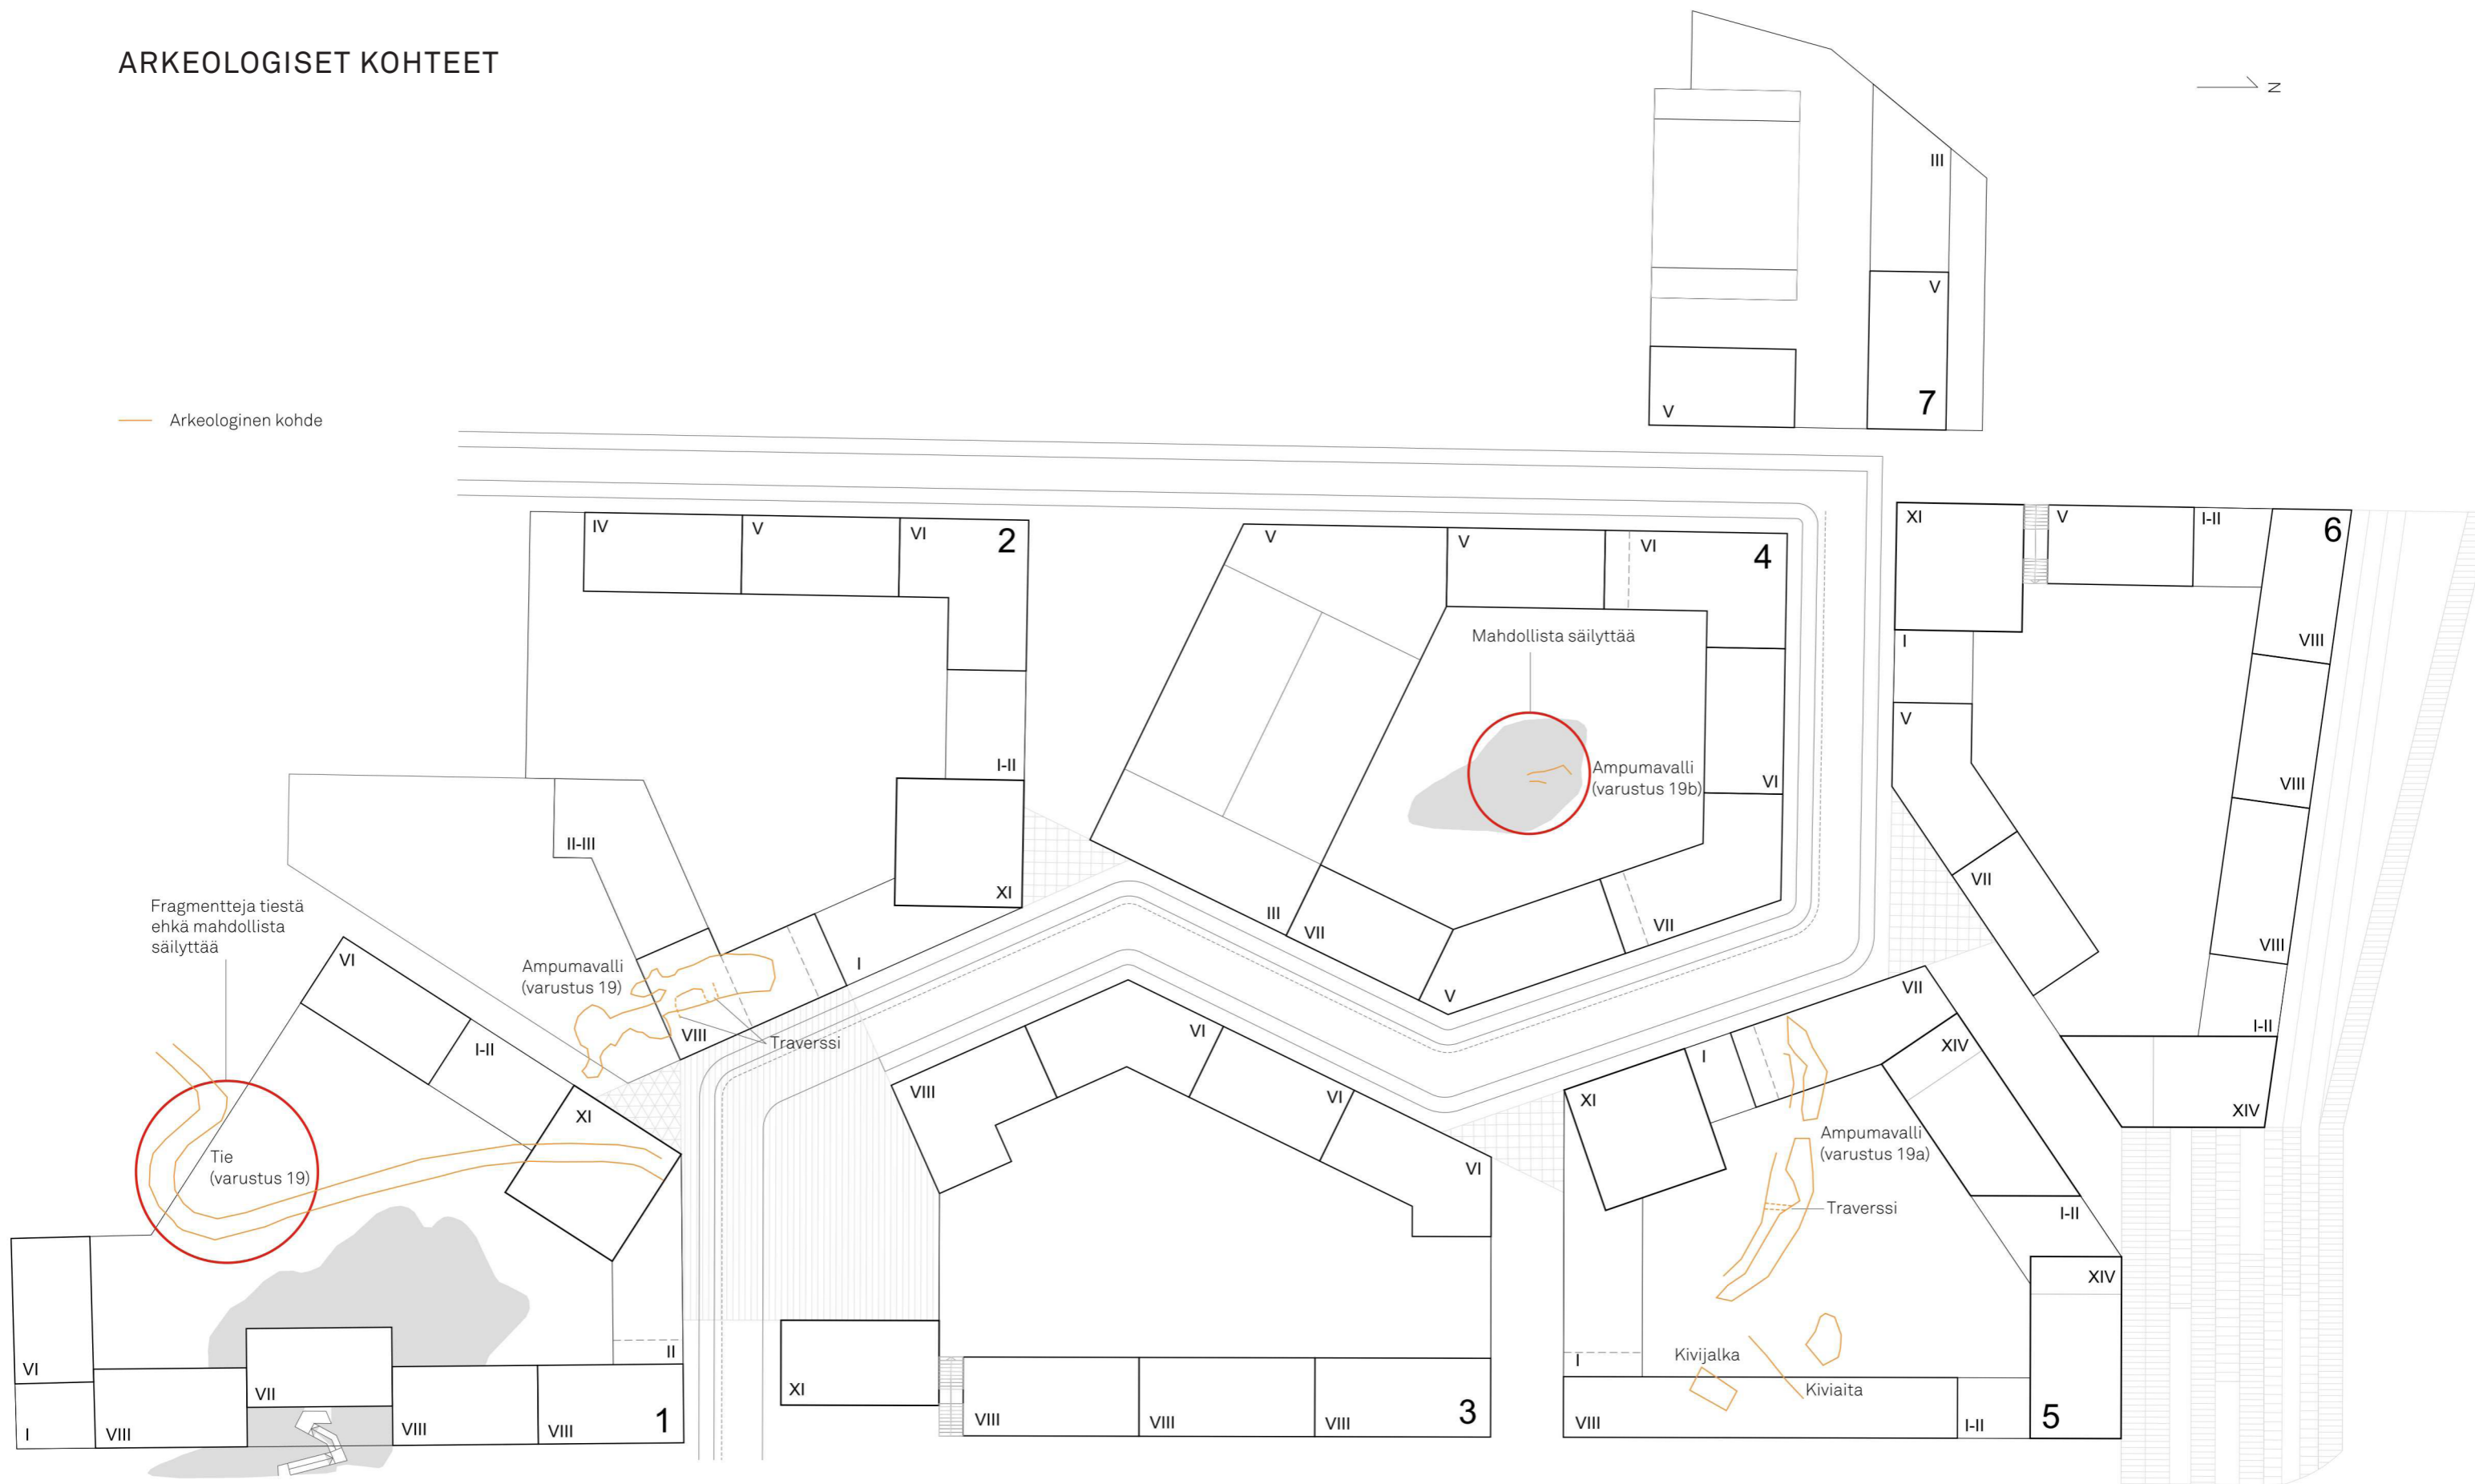 ARKEOLOGISET KOHTEET
N
Arkeologinen kohde
III
V
V
7
IV
V
VI
2
I-II
XI
II-III
I
VIII
Ampumavalli
(varustus 19)
Traverssi
V
V
VI
4
Mahdollista säilyttää
Ampumavalli
(varustus 19b)
VI
III
VII
V
VII
XI
V
I-II
6
VIII
I
V
VIII
VII
VIII
I-II
XIV
Fragmentteja tiestä
ehkä mahdollista
säilyttää
VI
I-II
XI
Tie
(varustus 19)
VI
I
VIII
VII
VIII
VIII
II
1
VIII
VI
VI
VI
XI
VIII
VIII
VIII
3
VII
XIV
I
XI
Ampumavalli
(varustus 19a)
Traverssi
I-II
XIV
I
Kivijalka
Kiviaita
VIII
I-II
5